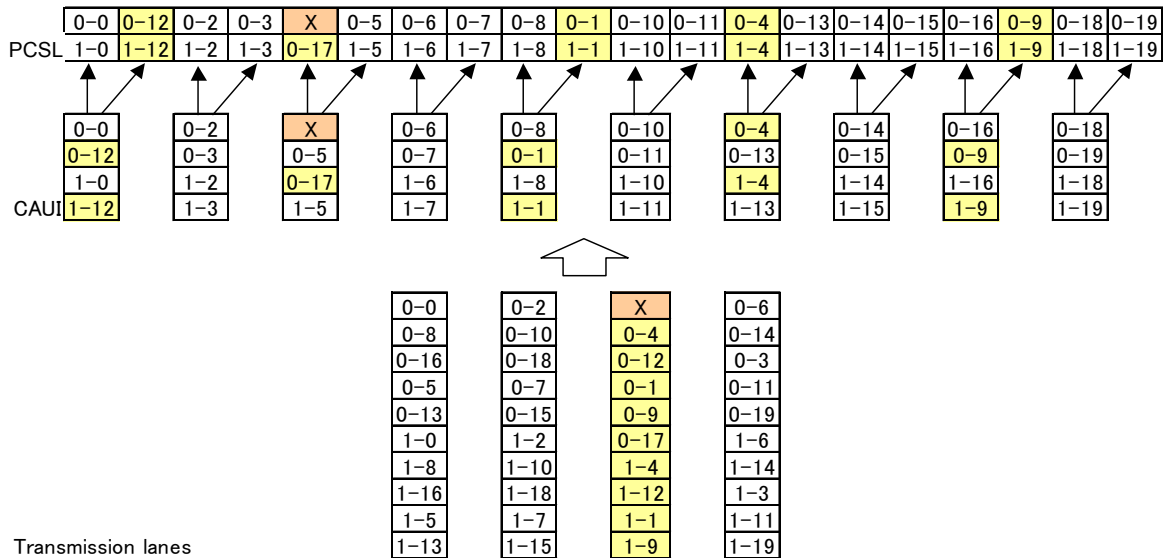 0-0 0-12 0-2 0-3 X 0-5 0-6 0-7 0-8 0-1 0-10 0-11 0-4 0-13 0-14 0-15 0-16 0-9 0-18 0-19
PCSL 1-0 1-12 1-2 1-3 0-17 1-5 1-6 1-7 1-8 1-1 1-10 1-11 1-4 1-13 1-14 1-15 1-16 1-9 1-18 1-19
0-0 0-2 X 0-6 0-8 0-10 0-4 0-14 0-16 0-18
0-12 0-3 0-5 0-7 0-1 0-11 0-13 0-15 0-9 0-19
1-0 1-2 0-17 1-6 1-8 1-10 1-4 1-14 1-16 1-18
CAUI 1-12 1-3 1-5 1-7 1-1 1-11 1-13 1-15 1-9 1-19
0-0 0-2 X 0-6
0-8 0-10 0-4 0-14
0-16 0-18 0-12 0-3
0-5 0-7 0-1 0-11
0-13 0-15 0-9 0-19
1-0 1-2 0-17 1-6
1-8 1-10 1-4 1-14
1-16 1-18 1-12 1-3
1-5 1-7 1-1 1-11
Transmission lanes 1-13 1-15 1-9 1-19